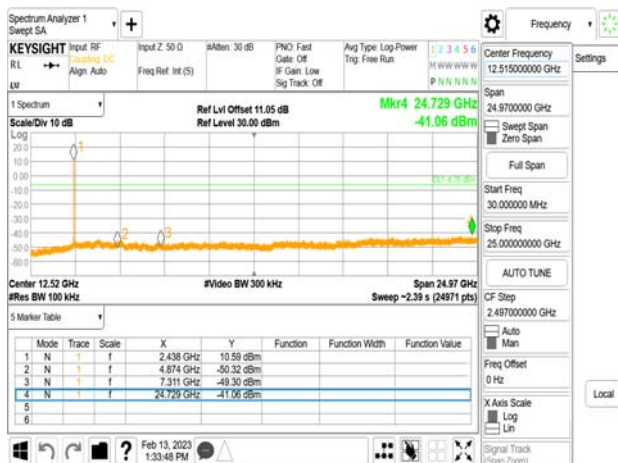 Spectrum Analyzer 1
Swept SA
+
Frequency
KEYSIGHT
RL
Input: RF
Coupling: DC
Align: Auto
Input Z: 50 Ω
Freq Ref: Int (S)
#Atten: 30 dB
PNO: Fast
Gate: Off
IF Gain: Low
Sig Track: Off
Avg Type: Log-Power
Trig: Free Run
1 2 3 4 5 6
M W W W W W
P N N N N N
Settings
1 Spectrum
Scale/Div 10 dB
Ref Lvl Offset 11.05 dB
Ref Level 30.00 dBm
Mkr4 24.729 GHz
-41.06 dBm
Log
20.0
10.0
0.00
-10.0
-20.0
-30.0
-40.0
-50.0
-60.0
1
2
3
Center 12.52 GHz
#Res BW 100 kHz
#Video BW 300 kHz
Span 24.97 GHz
Sweep ~2.39 s (24971 pts)
5 Marker Table
Mode Trace Scale X Y Function Function Width Function Value
1 N 1 f 2.438 GHz 10.59 dBm
2 N 1 f 4.874 GHz -50.32 dBm
3 N 1 f 7.311 GHz -49.30 dBm
4 N 1 f 24.729 GHz -41.06 dBm
5
6
Feb 13, 2023
1:33:48 PM
Center Frequency
12.515000000 GHz
Span
24.9700000 GHz
Swept Span
Zero Span
Full Span
Start Freq
30.000000 MHz
Stop Freq
25.000000000 GHz
AUTO TUNE
CF Step
2.497000000 GHz
Auto
Man
Freq Offset
0 Hz
X Axis Scale
Log
Lin
Signal Track
(Span Zoom)
Local